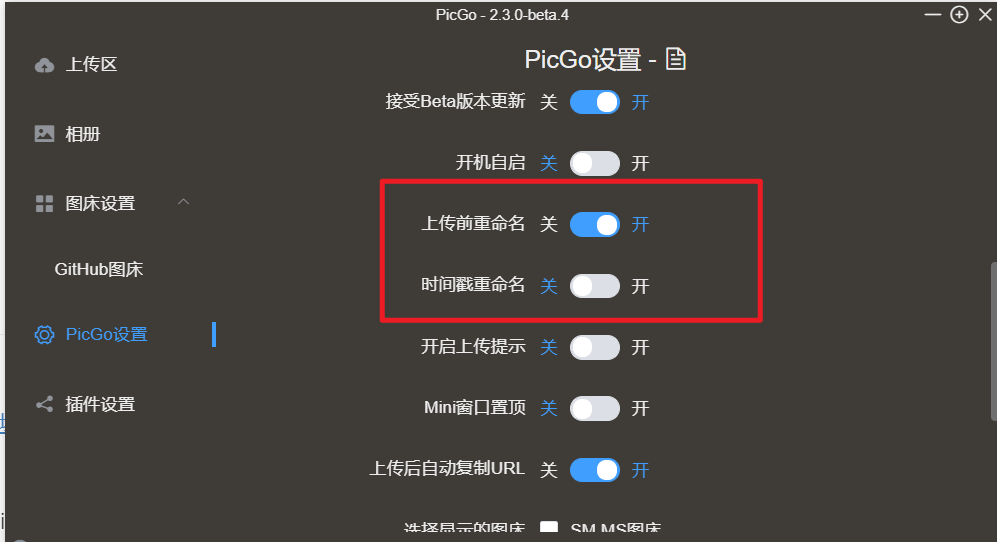 PicGo - 2.3.0-beta.4
上传区
相册
图床设置
GitHub图床
PicGo设置
插件设置
PicGo设置 -
接受Beta版本更新 关 开
开机自启 关 开
上传前重命名 关 开
时间戳重命名 关 开
开启上传提示 关 开
Mini窗口置顶 关 开
上传后自动复制URL 关 开
选择显示的图床 SM.MS图床